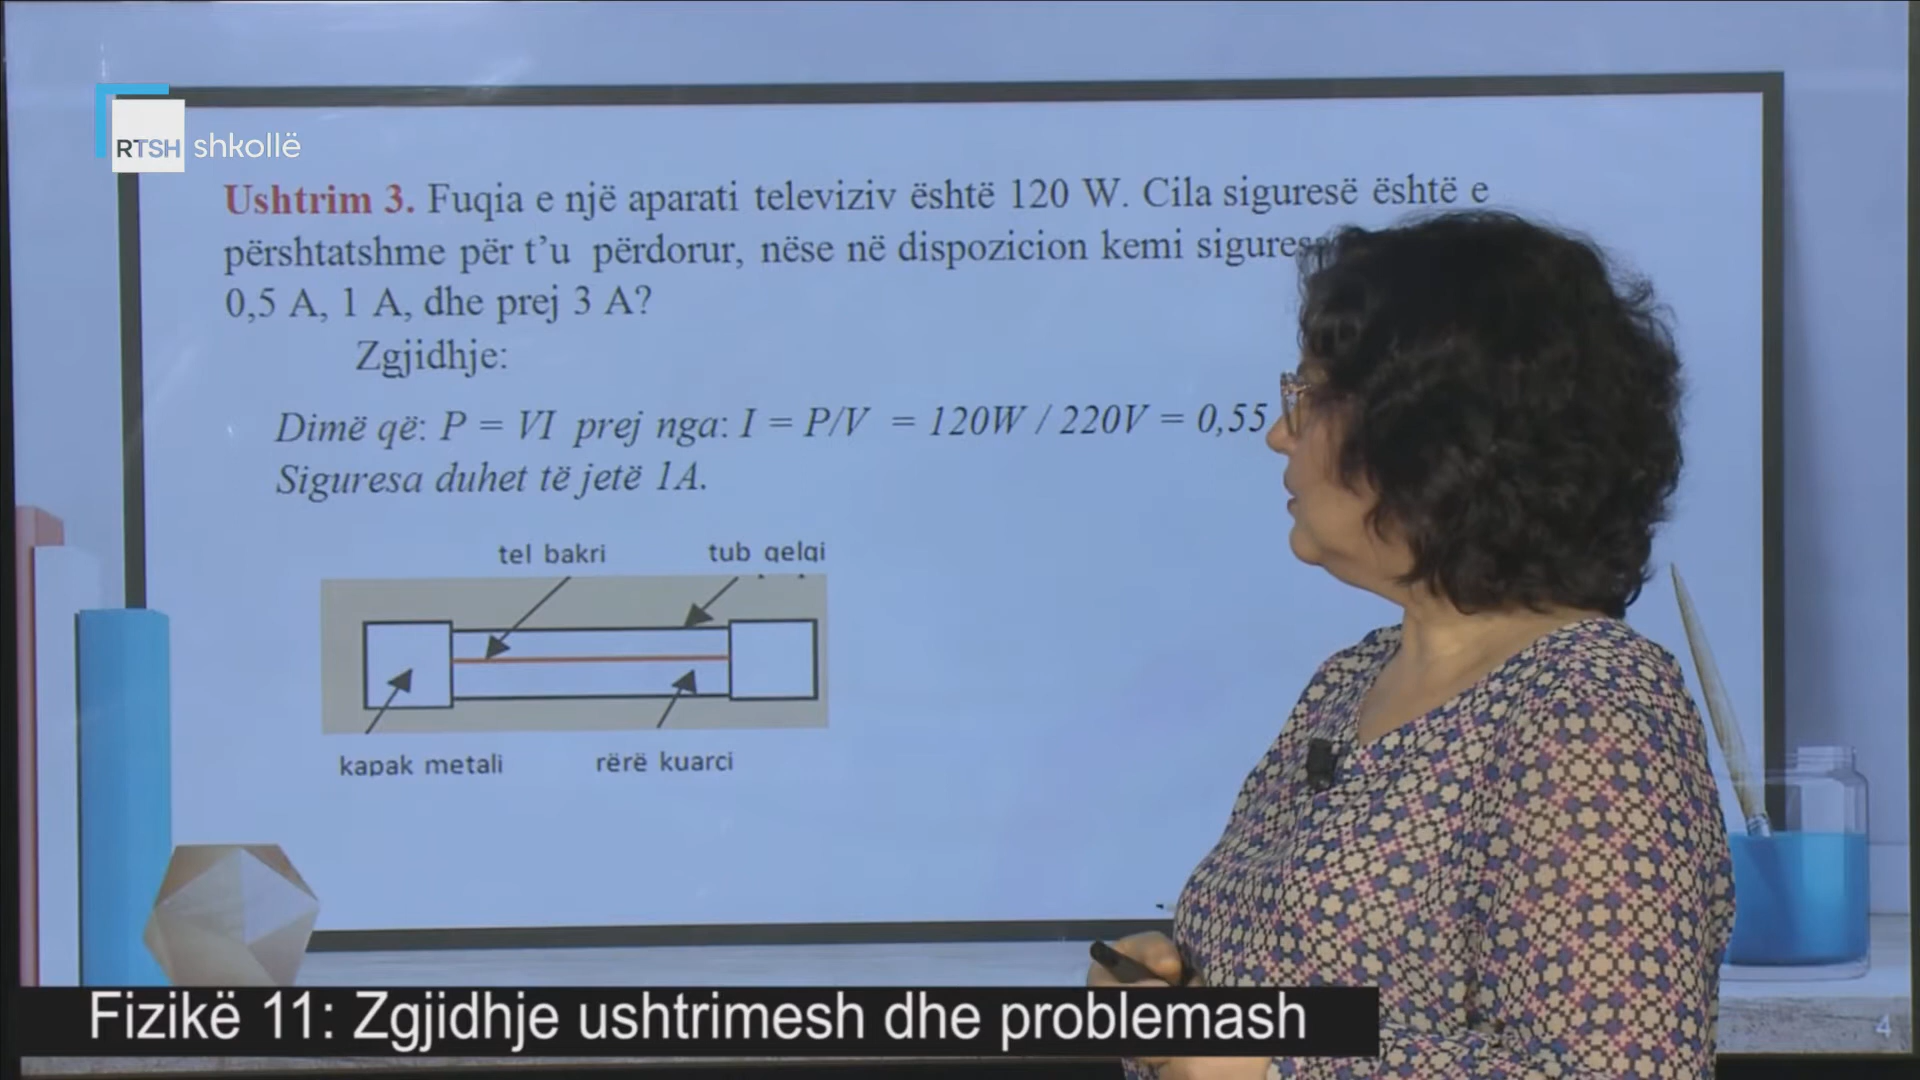 RTSH shkollë
Ushtrim 3. Fuqia e një aparati televiziv është 120 W. Cila siguresë është e
përshtatshme për t’u përdorur, nëse në dispozicion kemi
0,5 A, 1 A, dhe prej 3 A?
Zgjidhje:
Dimë që: P = VI prej nga: I = P/V = 120W / 220V = 0,55
Siguresa duhet të jetë 1A.
tel bakri
tub qelqi
kapak metali
rërë kuarci
Fizikë 11: Zgjidhje ushtrimesh dhe problemash
4